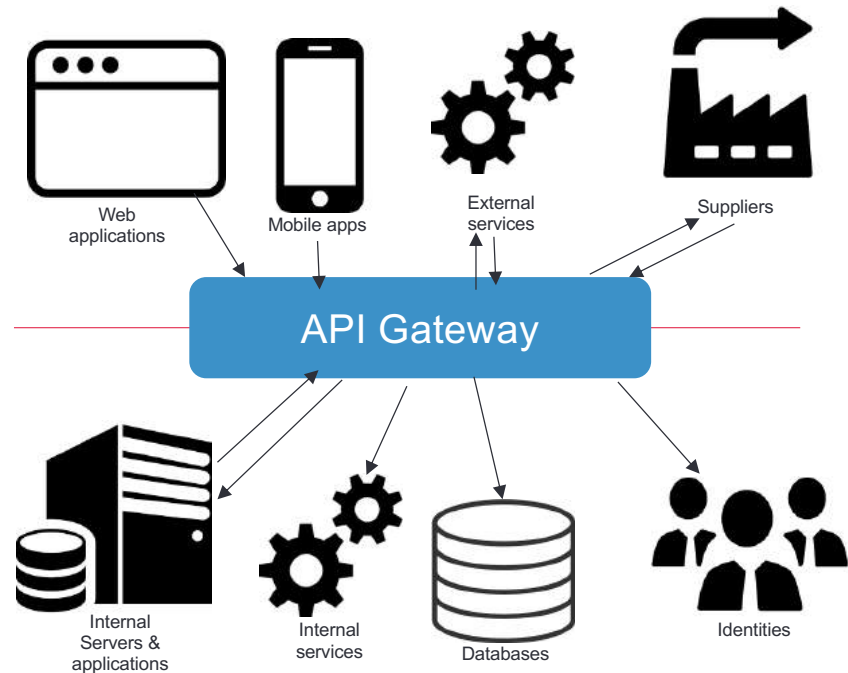 Web
applications
Mobile apps
External
services
Suppliers
API Gateway
Internal
Servers &
applications
Internal
services
Databases
Identities